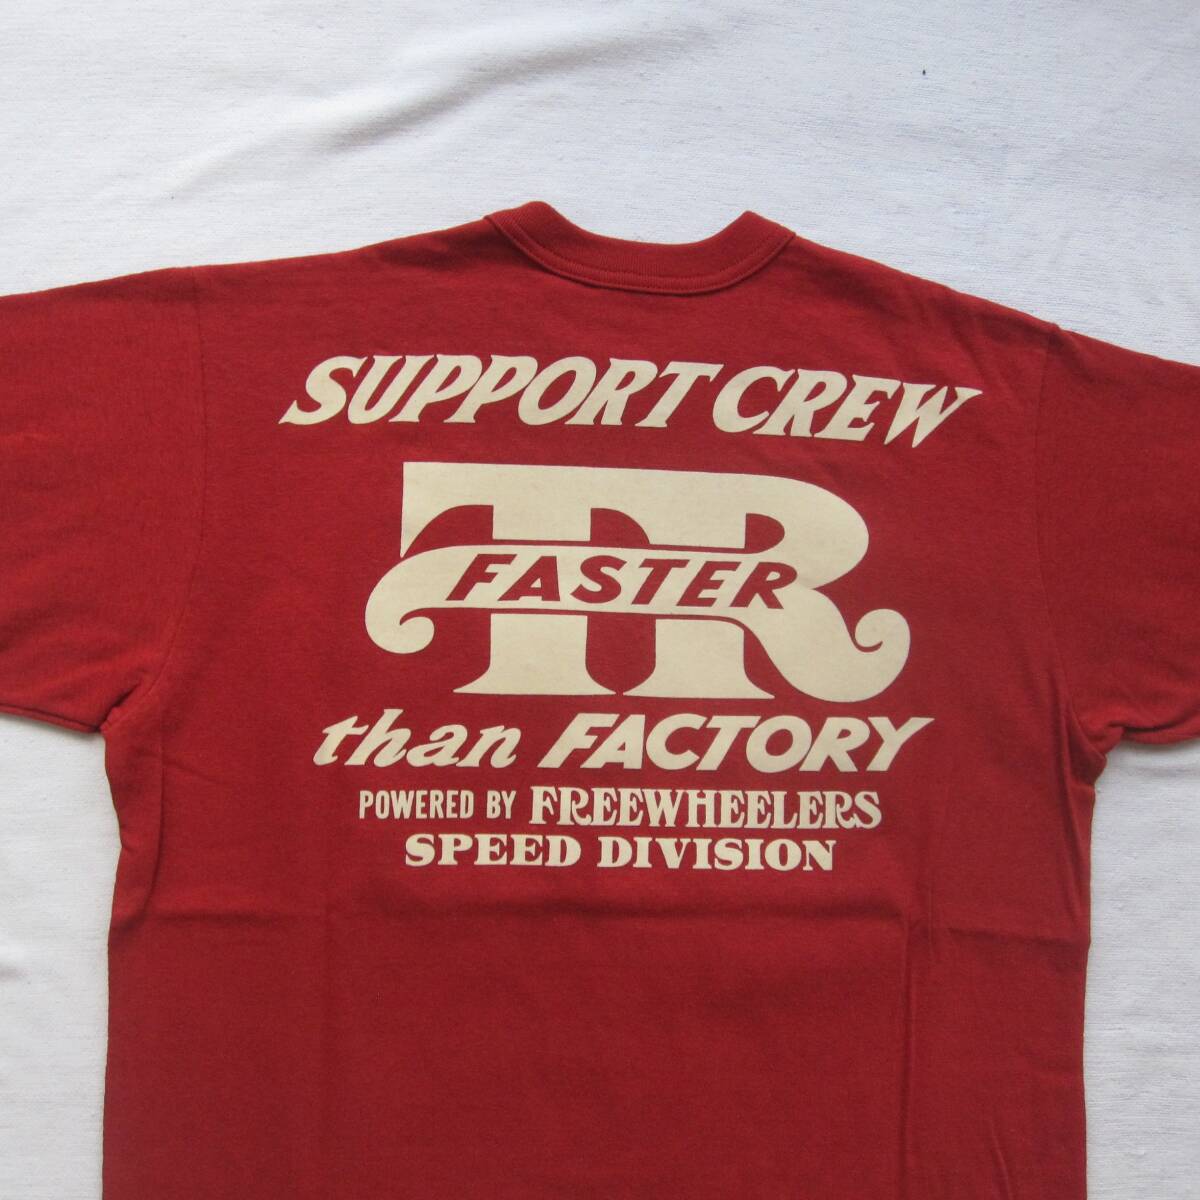 SUPPORT CREW
TR
FASTER
than FACTORY
POWERED BY FREEWHEELERS
SPEED DIVISION